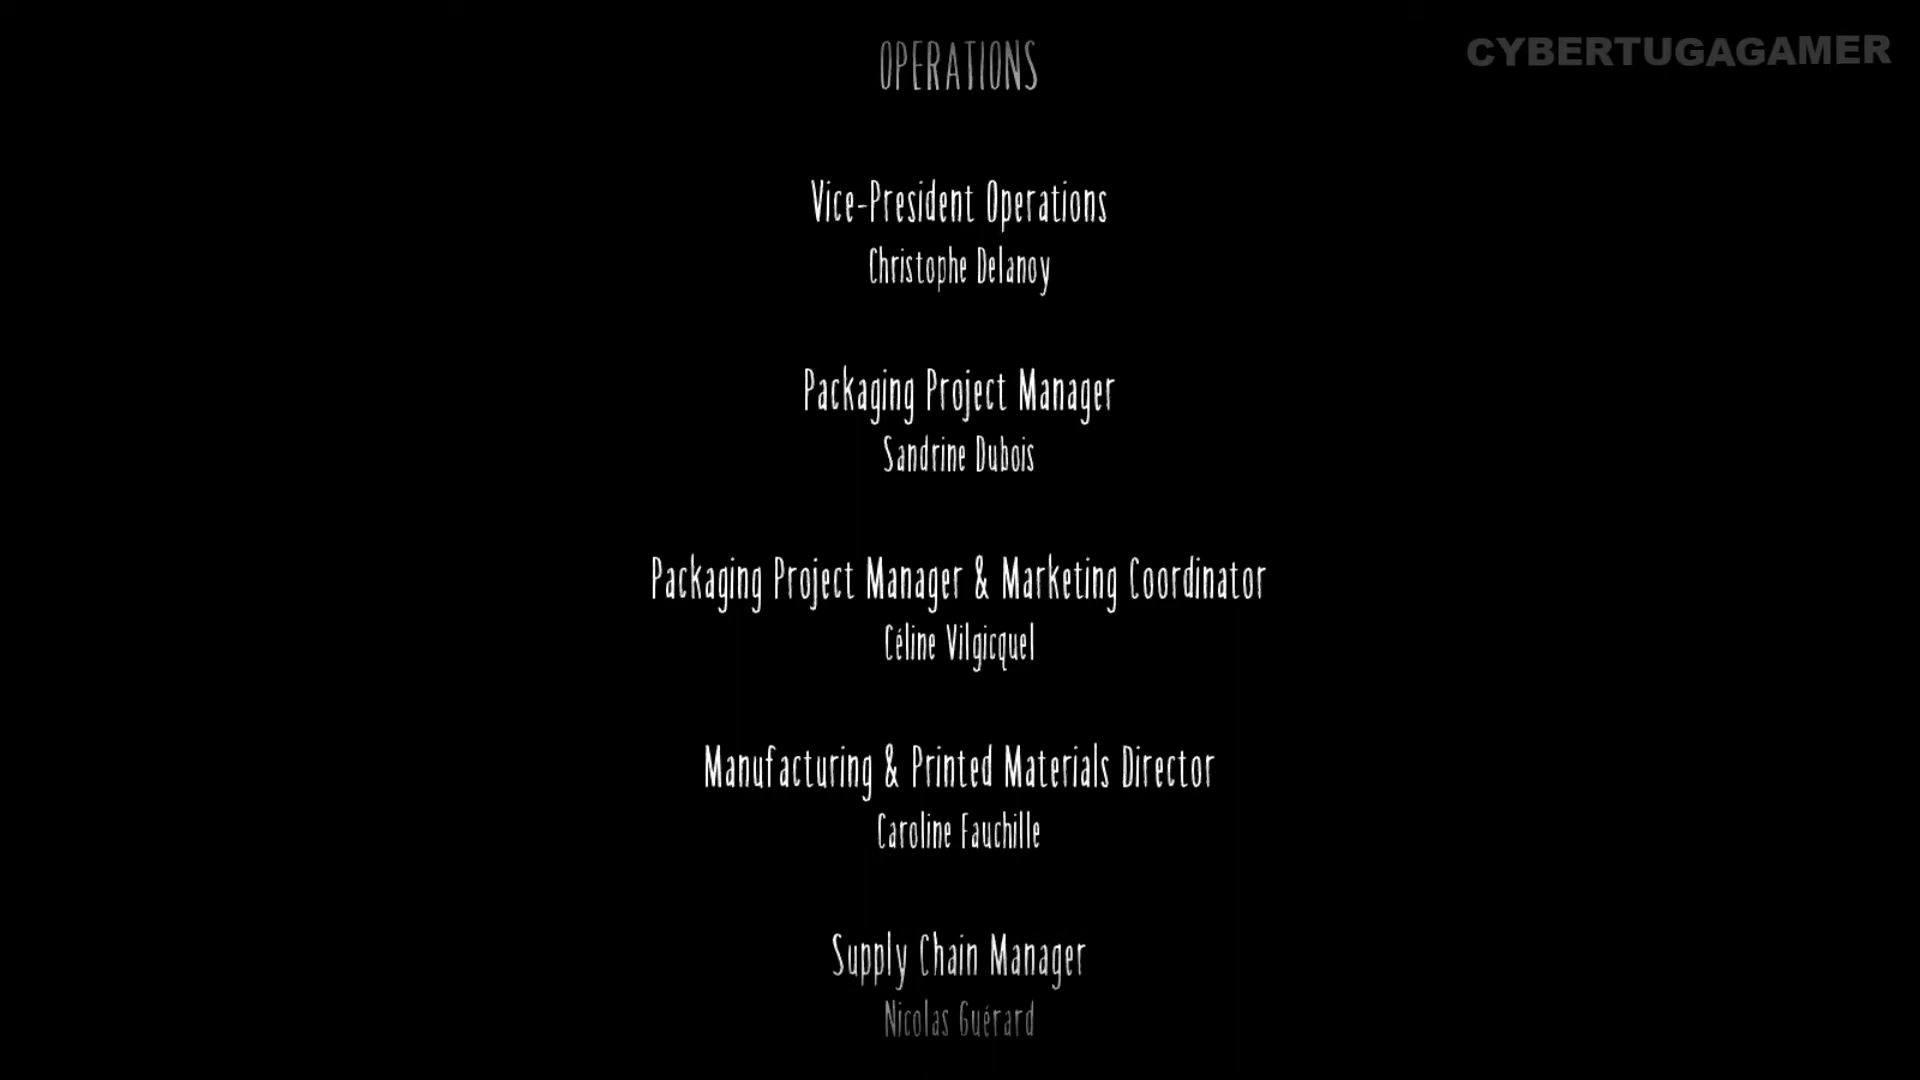 OPERATIONS
CYBERTUGAGAMER
Vice-President Operations
Christophe Delanoy
Packaging Project Manager
Sandrine Dubois
Packaging Project Manager & Marketing Coordinator
Céline Vilgicquel
Manufacturing & Printed Materials Director
Caroline Fauchille
Supply Chain Manager
Nicolas Guérard